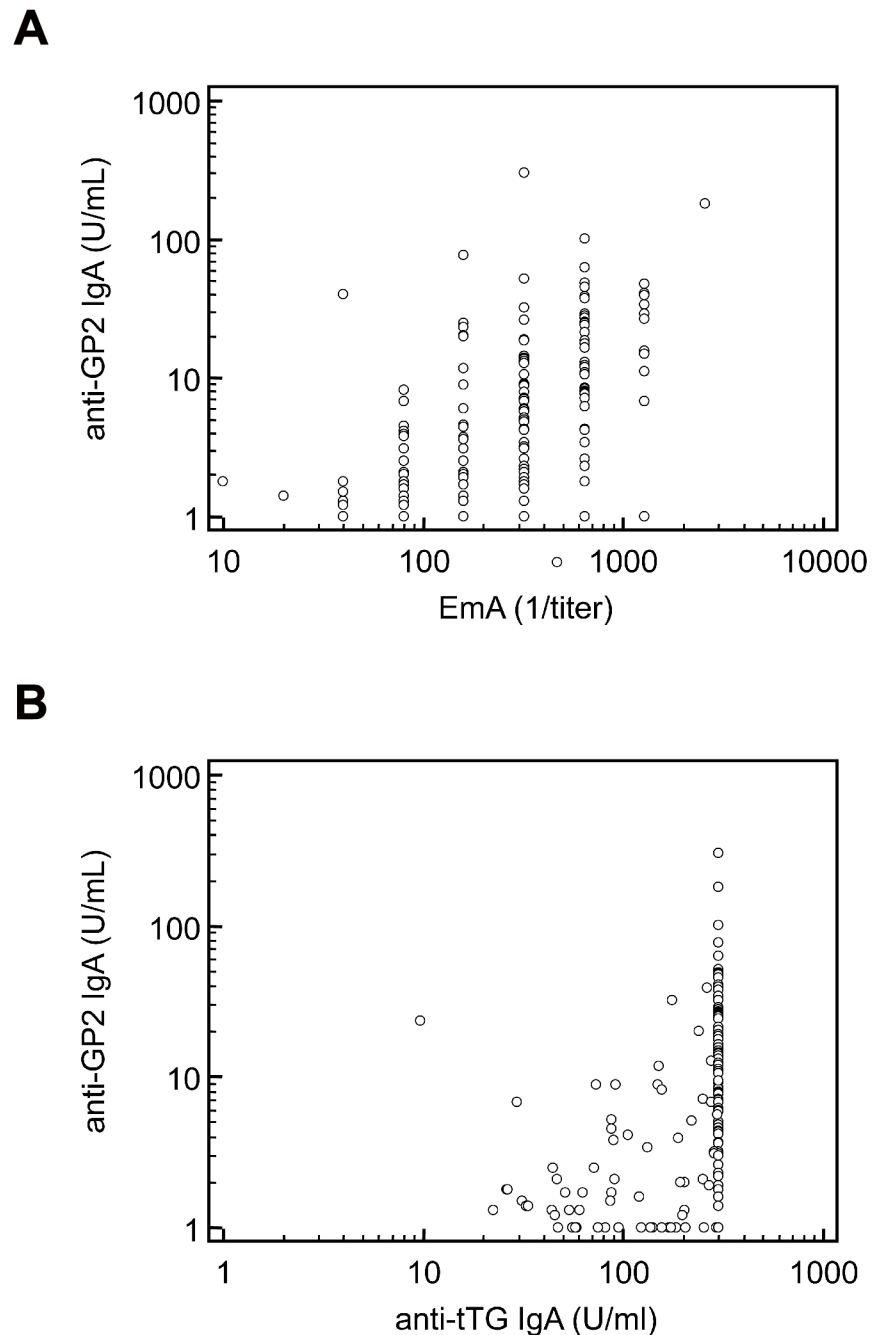 A
1000
100
10
1
anti-GP2 IgA (U/mL)
10 100 1000 10000
EmA (1/titer)
B
1000
100
10
1
anti-GP2 IgA (U/mL)
1 10 100 1000
anti-tTG IgA (U/ml)